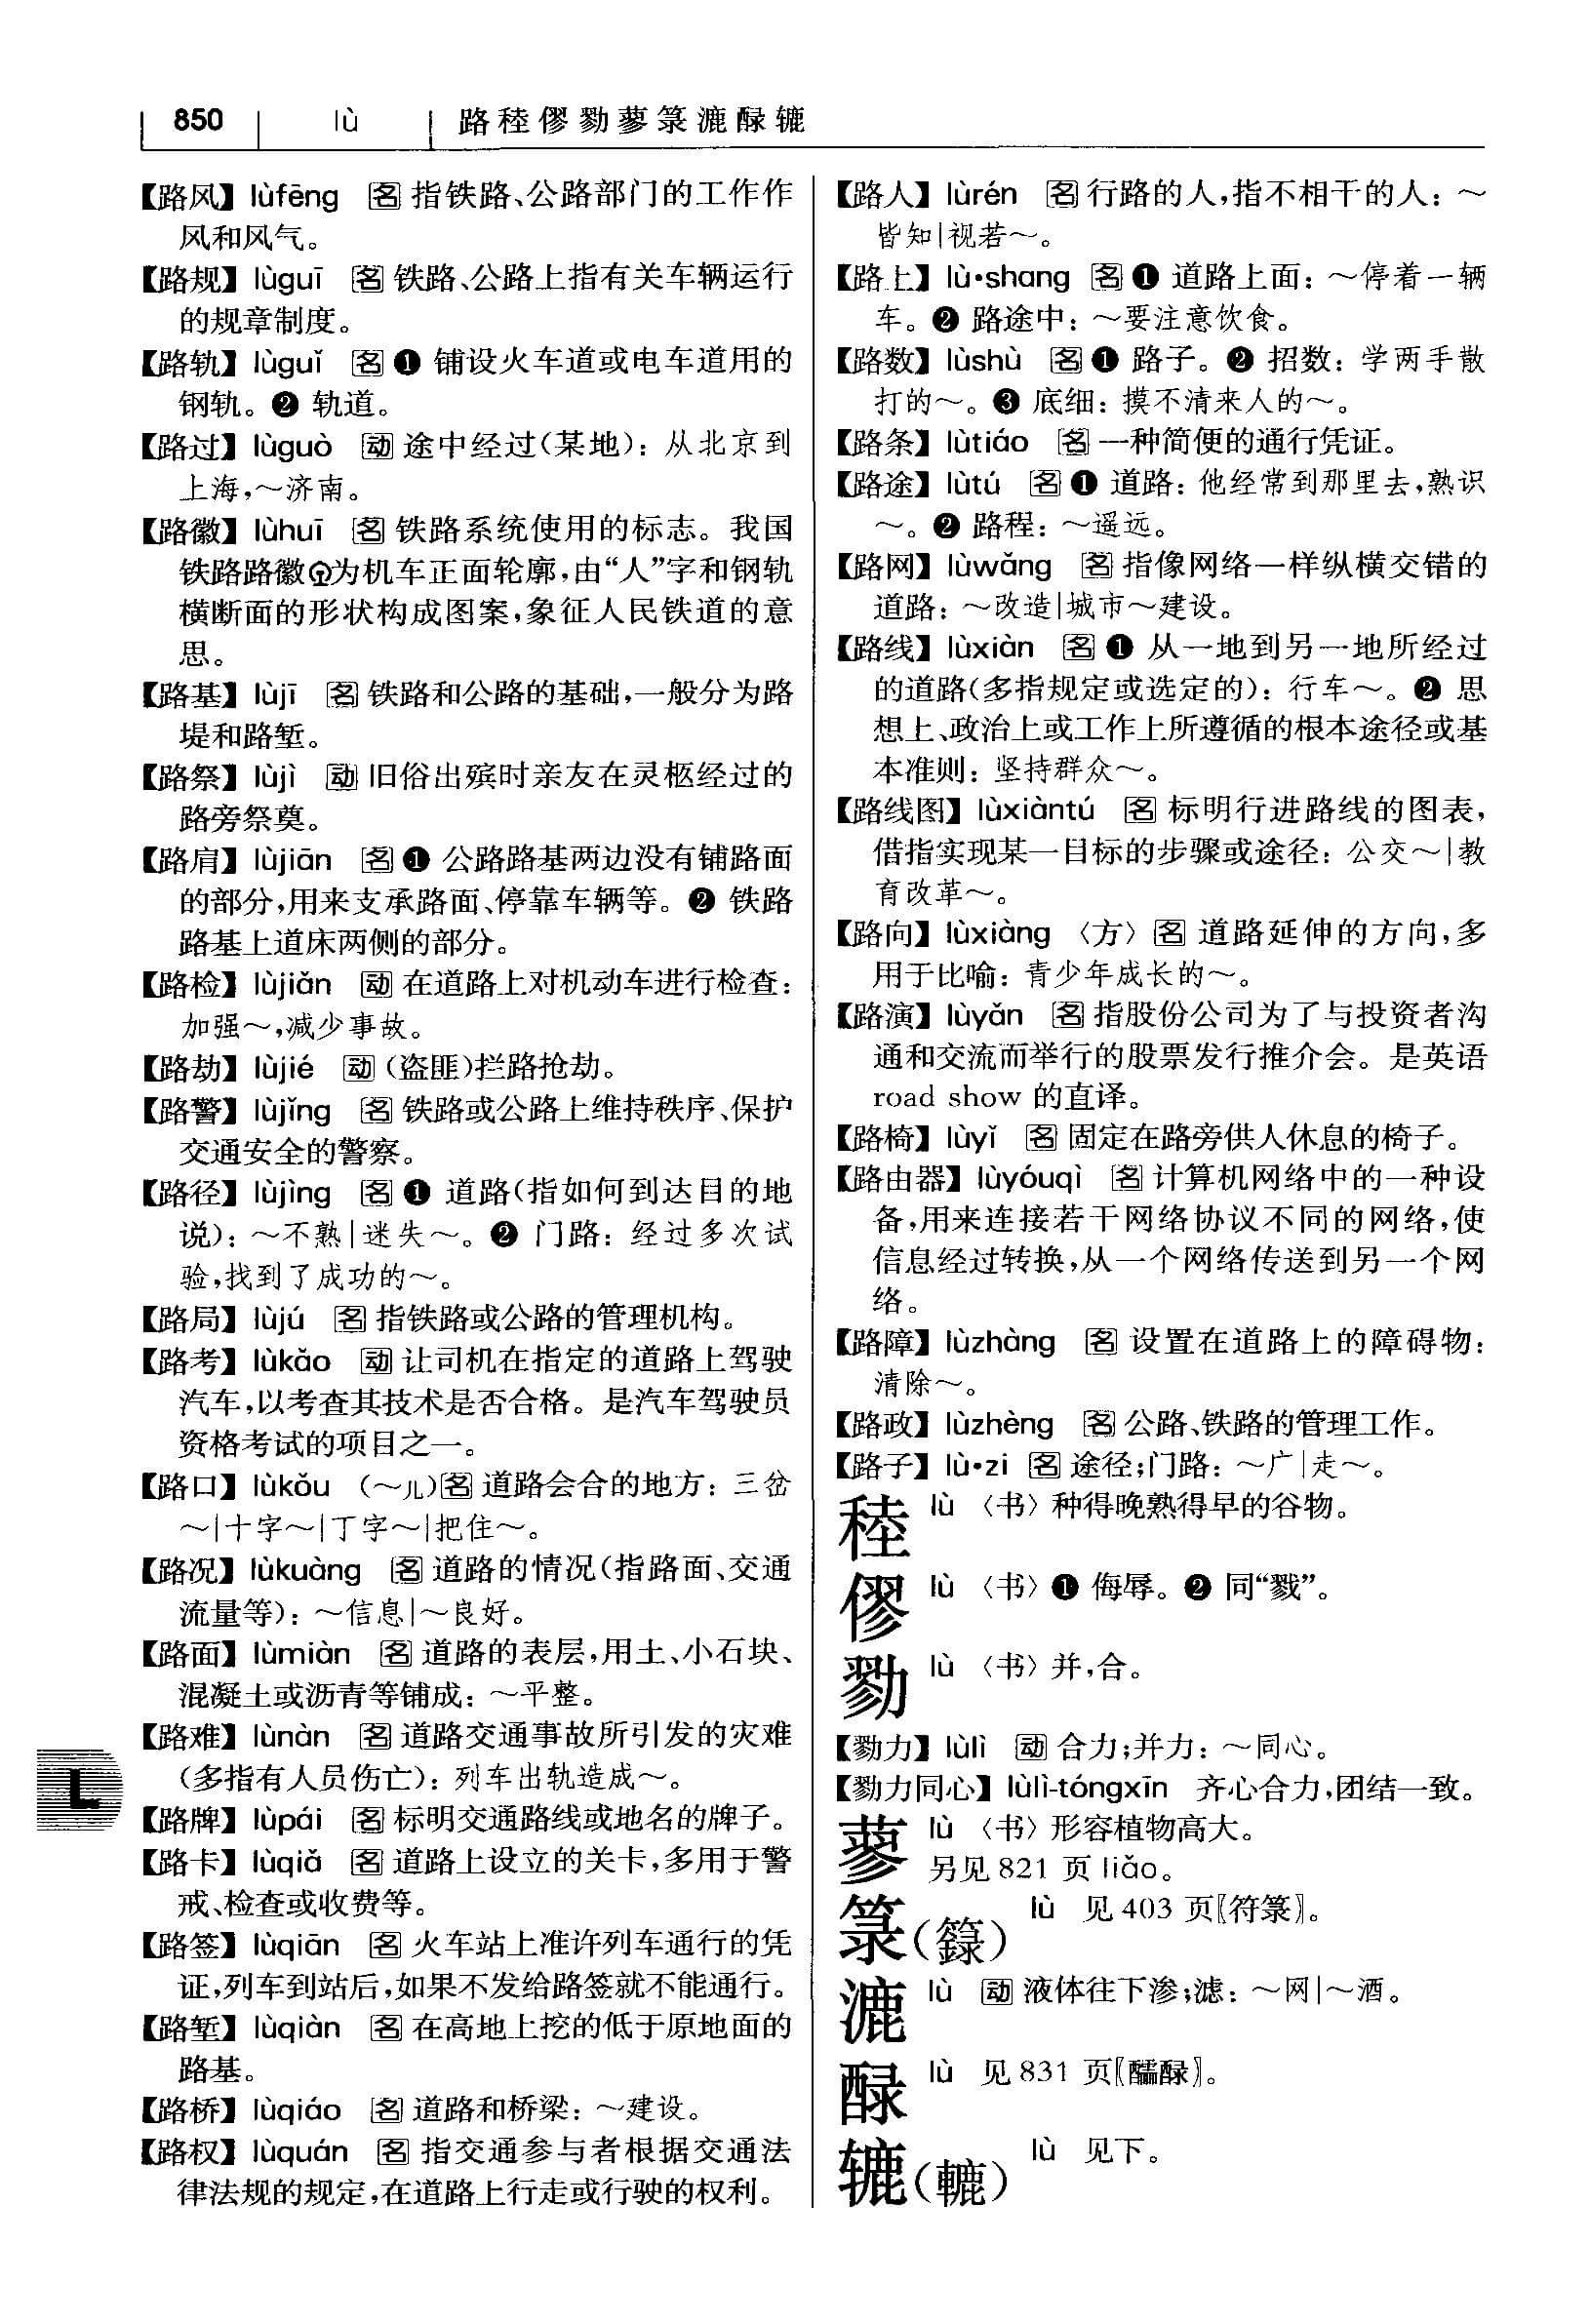 850 lù 路稑僇勠蓼箓漉醁辘
【路风】lùfēng 名 指铁路、公路部门的工作作
风和风气。
【路规】lùguī 名 铁路、公路上指有关车辆运行
的规章制度。
【路轨】lùguǐ 名 ❶ 铺设火车道或电车道用的
钢轨。❷ 轨道。
【路过】lùguò 动 途中经过(某地)：从北京到
上海,～济南。
【路徽】lùhuī 名 铁路系统使用的标志。我国
铁路路徽为机车正面轮廓,由“人”字和钢轨
横断面的形状构成图案,象征人民铁道的意
思。
【路基】lùjī 名 铁路和公路的基础,一般分为路
堤和路堑。
【路祭】lùjì 动 旧俗出殡时亲友在灵柩经过的
路旁祭奠。
【路肩】lùjiān 名 ❶ 公路路基两边没有铺路面
的部分,用来支承路面、停靠车辆等。❷ 铁路
路基上道床两侧的部分。
【路检】lùjiǎn 动 在道路上对机动车进行检查：
加强～,减少事故。
【路劫】lùjié 动 (盗匪)拦路抢劫。
【路警】lùjǐng 名 铁路或公路上维持秩序、保护
交通安全的警察。
【路径】lùjìng 名 ❶ 道路(指如何到达目的地
说)：～不熟|迷失～。❷ 门路：经过多次试
验,找到了成功的～。
【路局】lùjú 名 指铁路或公路的管理机构。
【路考】lùkǎo 动 让司机在指定的道路上驾驶
汽车,以考查其技术是否合格。是汽车驾驶员
资格考试的项目之一。
【路口】lùkǒu (～儿)名 道路会合的地方：三岔
～|十字～|丁字～|把住～。
【路况】lùkuàng 名 道路的情况(指路面、交通
流量等)：～信息|～良好。
【路面】lùmiàn 名 道路的表层,用土、小石块、
混凝土或沥青等铺成：～平整。
【路难】lùnàn 名 道路交通事故所引发的灾难
(多指有人员伤亡)：列车出轨造成～。
【路牌】lùpái 名 标明交通路线或地名的牌子。
【路卡】lùqiǎ 名 道路上设立的关卡,多用于警
戒、检查或收费等。
【路签】lùqiān 名 火车站上准许列车通行的凭
证,列车到站后,如果不发给路签就不能通行。
【路堑】lùqiàn 名 在高地上挖的低于原地面的
路基。
【路桥】lùqiáo 名 道路和桥梁：～建设。
【路权】lùquán 名 指交通参与者根据交通法
律法规的规定,在道路上行走或行驶的权利。
L
【路人】lùrén 名 行路的人,指不相干的人：～
皆知|视若～。
【路上】lù•shang 名 ❶ 道路上面：～停着一辆
车。❷ 路途中：～要注意饮食。
【路数】lùshù 名 ❶ 路子。❷ 招数：学两手散
打的～。❸ 底细：摸不清来人的～。
【路条】lùtiáo 名 一种简便的通行凭证。
【路途】lùtú 名 ❶ 道路：他经常到那里去,熟识
～。❷ 路程：～遥远。
【路网】lùwǎng 名 指像网络一样纵横交错的
道路：～改造|城市～建设。
【路线】lùxiàn 名 ❶ 从一地到另一地所经过
的道路(多指规定或选定的)：行车～。❷ 思
想上、政治上或工作上所遵循的根本途径或基
本准则：坚持群众～。
【路线图】lùxiàntú 名 标明行进路线的图表,
借指实现某一目标的步骤或途径：公交～|教
育改革～。
【路向】lùxiàng 〈方〉名 道路延伸的方向,多
用于比喻：青少年成长的～。
【路演】lùyǎn 名 指股份公司为了与投资者沟
通和交流而举行的股票发行推介会。是英语
road show 的直译。
【路椅】lùyǐ 名 固定在路旁供人休息的椅子。
【路由器】lùyóuqì 名 计算机网络中的一种设
备,用来连接若干网络协议不同的网络,使
信息经过转换,从一个网络传送到另一个网
络。
【路障】lùzhàng 名 设置在道路上的障碍物：
清除～。
【路政】lùzhèng 名 公路、铁路的管理工作。
【路子】lù•zi 名 途径;门路：～广|走～。
稑 lù 〈书〉种得晚熟得早的谷物。
僇 lù 〈书〉❶ 侮辱。❷ 同“戮”。
勠 lù 〈书〉并,合。
【勠力】lùlì 动 合力;并力：～同心。
【勠力同心】lùlì-tóngxīn 齐心合力,团结一致。
蓼 lù 〈书〉形容植物高大。
另见 821 页 liǎo。
箓(籙) lù 见 403 页〖符箓〗。
漉 lù 动 液体往下渗;滤：～网|～酒。
醁 lù 见 831 页〖醽醁〗。
辘(轆) lù 见下。